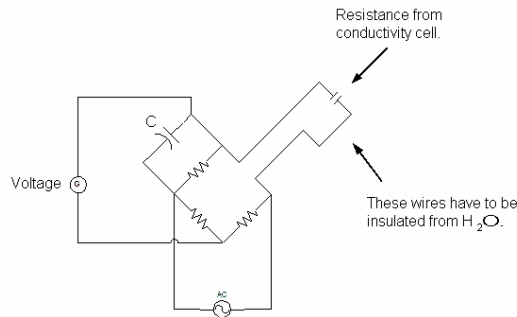 Resistance from
conductivity cell.
C
Voltage
G
These wires have to be
insulated from H2O.
AC